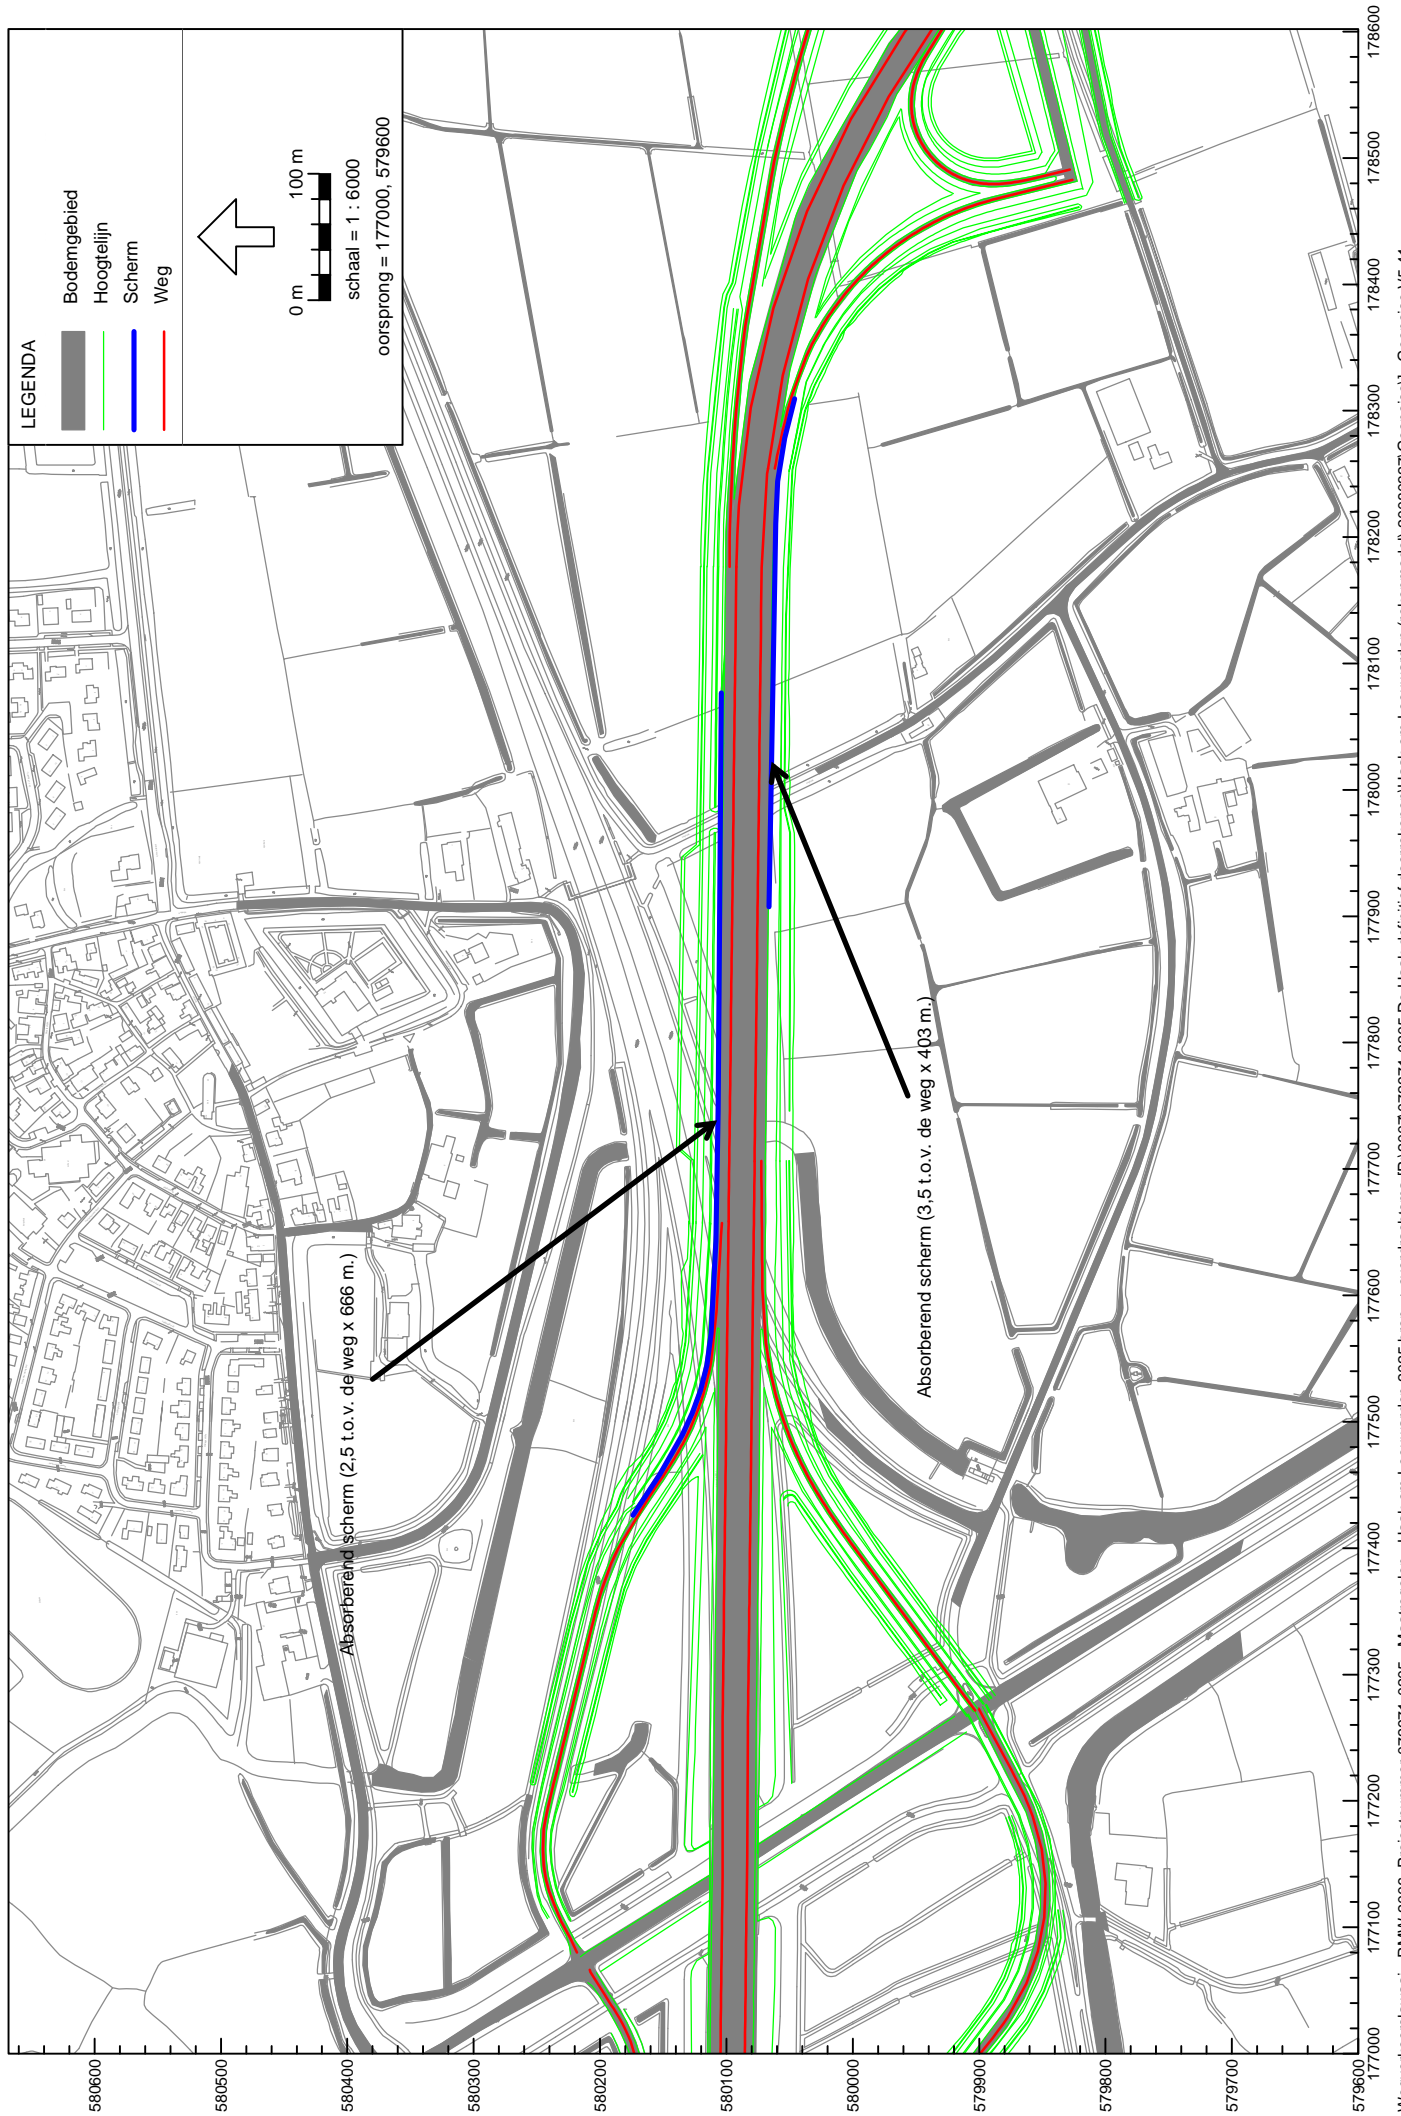 LEGENDA
Bodemgebied
Hoogtelijn
Scherm
Weg
0 m 100 m
schaal = 1 : 6000
oorsprong = 177000, 579600
Absorberend scherm (2,5 t.o.v. de weg x 666 m.)
Absorberend scherm (3,5 t.o.v. de weg x 403 m.)
580600
580500
580400
580300
580200
580100
580000
579900
579800
579700
579600
177000 177100 177200 177300 177400 177500 177600 177700 177800 177900 178000 178100 178200 178300 178400 178500 178600